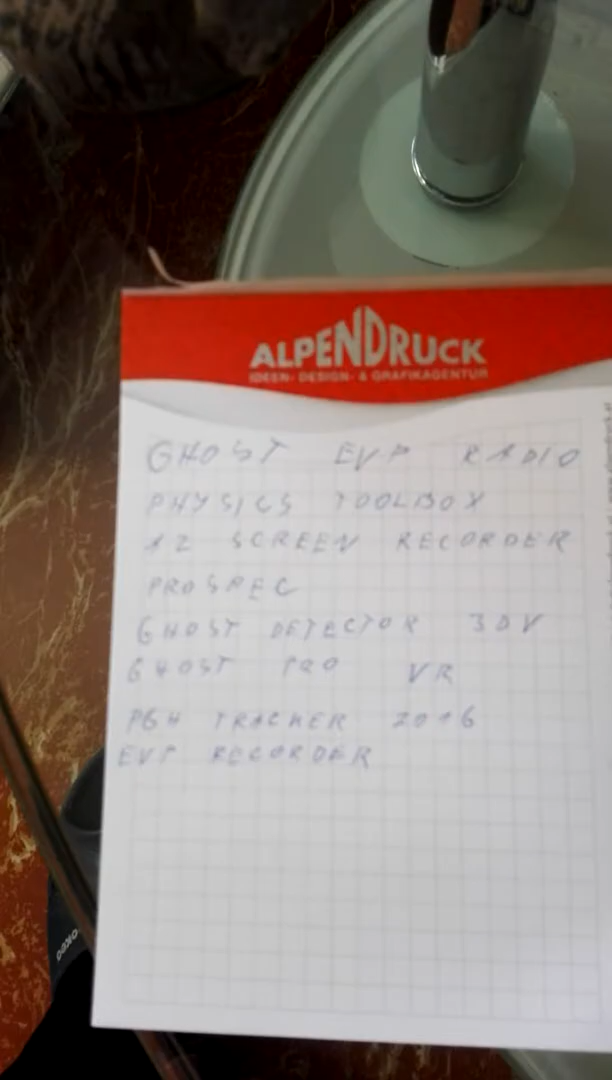 ALPENDRUCK
IDEEN- DESIGN- & GRAFIKAGENTUR
GHOST EVP RADIO
PHYSICS TOOLBOX
AZ SCREEN RECORDER
PROSPEC
GHOST DETECTOR 3DV
GHOST PRO VR
PGH TRACKER 2016
EVP RECORDER